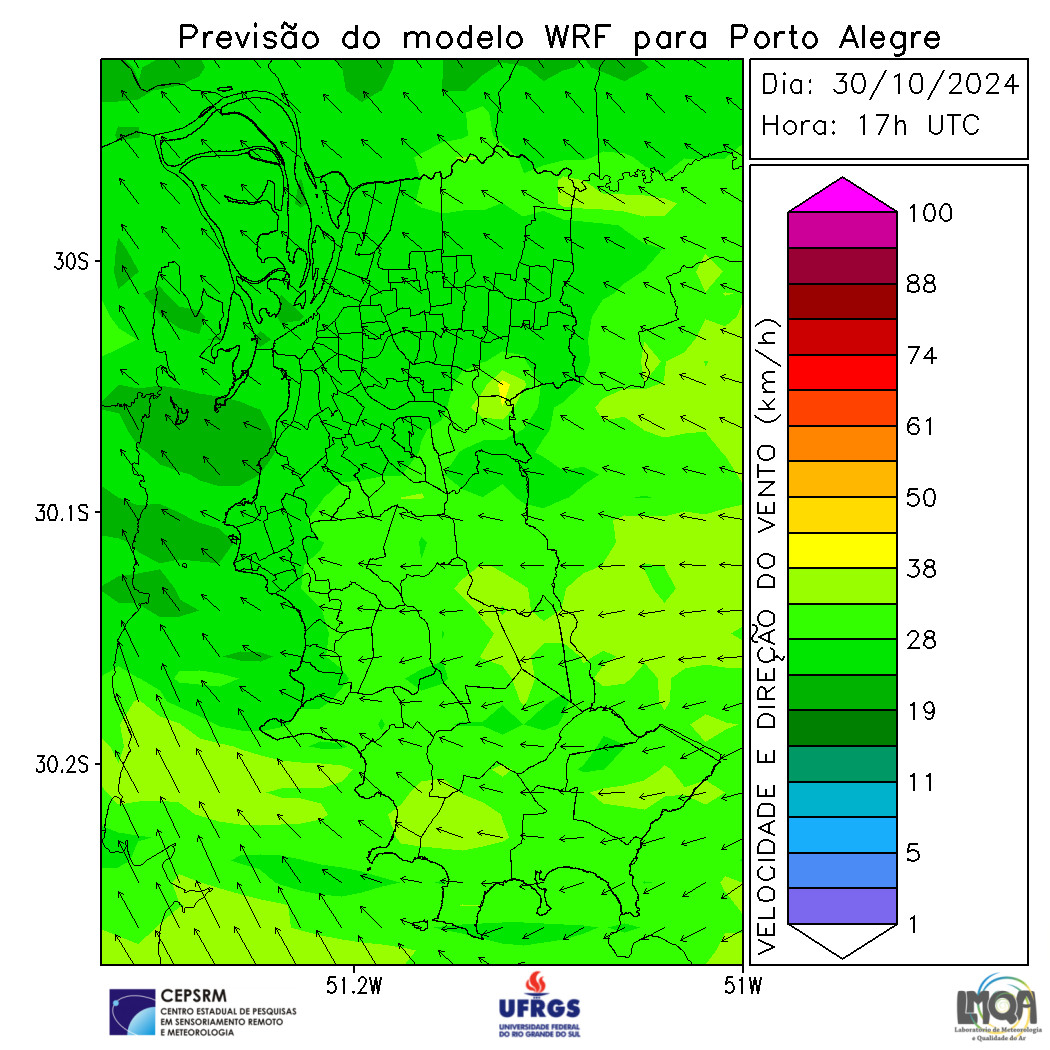 Previsão do modelo WRF para Porto Alegre
Dia: 30/10/2024
Hora: 17h UTC
30S
30.1S
30.2S
51.2W
51W
VELOCIDADE E DIREÇÃO DO VENTO (km/h)
100
88
74
61
50
38
28
19
11
5
1
CEPSRM
CENTRO ESTADUAL DE PESQUISAS
EM SENSORIAMENTO REMOTO
E METEOROLOGIA
UFRGS
UNIVERSIDADE FEDERAL
DO RIO GRANDE DO SUL
LMQA
Laboratório de Meteorologia
e Qualidade do Ar